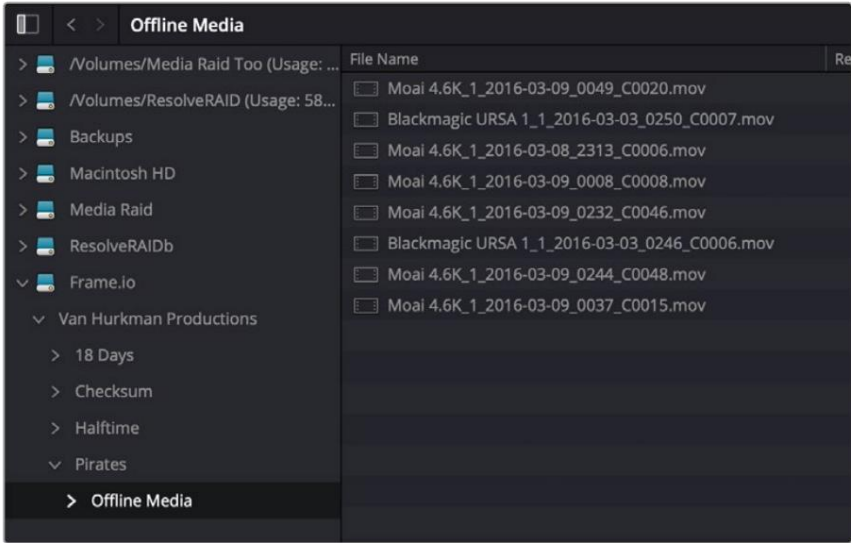 Offline Media
/Volumes/Media Raid Too (Usage: ...
/Volumes/ResolveRAID (Usage: 58...
Backups
Macintosh HD
Media Raid
ResolveRAIDb
Frame.io
Van Hurkman Productions
18 Days
Checksum
Halftime
Pirates
Offline Media
File Name
Re
Moai 4.6K_1_2016-03-09_0049_C0020.mov
Blackmagic URSA 1_1_2016-03-03_0250_C0007.mov
Moai 4.6K_1_2016-03-08_2313_C0006.mov
Moai 4.6K_1_2016-03-09_0008_C0008.mov
Moai 4.6K_1_2016-03-09_0232_C0046.mov
Blackmagic URSA 1_1_2016-03-03_0246_C0006.mov
Moai 4.6K_1_2016-03-09_0244_C0048.mov
Moai 4.6K_1_2016-03-09_0037_C0015.mov